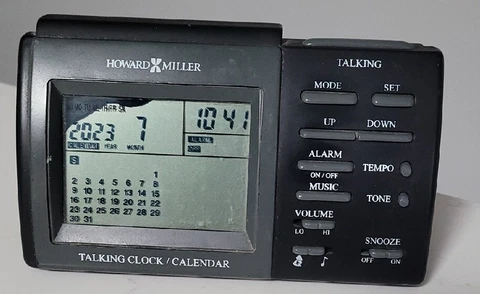 HOWARD MILLER
TALKING
MODE SET
2023 7 10 41
CALENDAR YEAR MONTH
ALARM
UP DOWN
S
1
2 3 4 5 6 7 8
9 10 11 12 13 14 15
16 17 18 19 20 21 22
23 24 25 26 27 28 29
30 31
ALARM
ON / OFF
TEMPO
MUSIC
TONE
VOLUME
LO HI
SNOOZE
OFF ON
TALKING CLOCK / CALENDAR